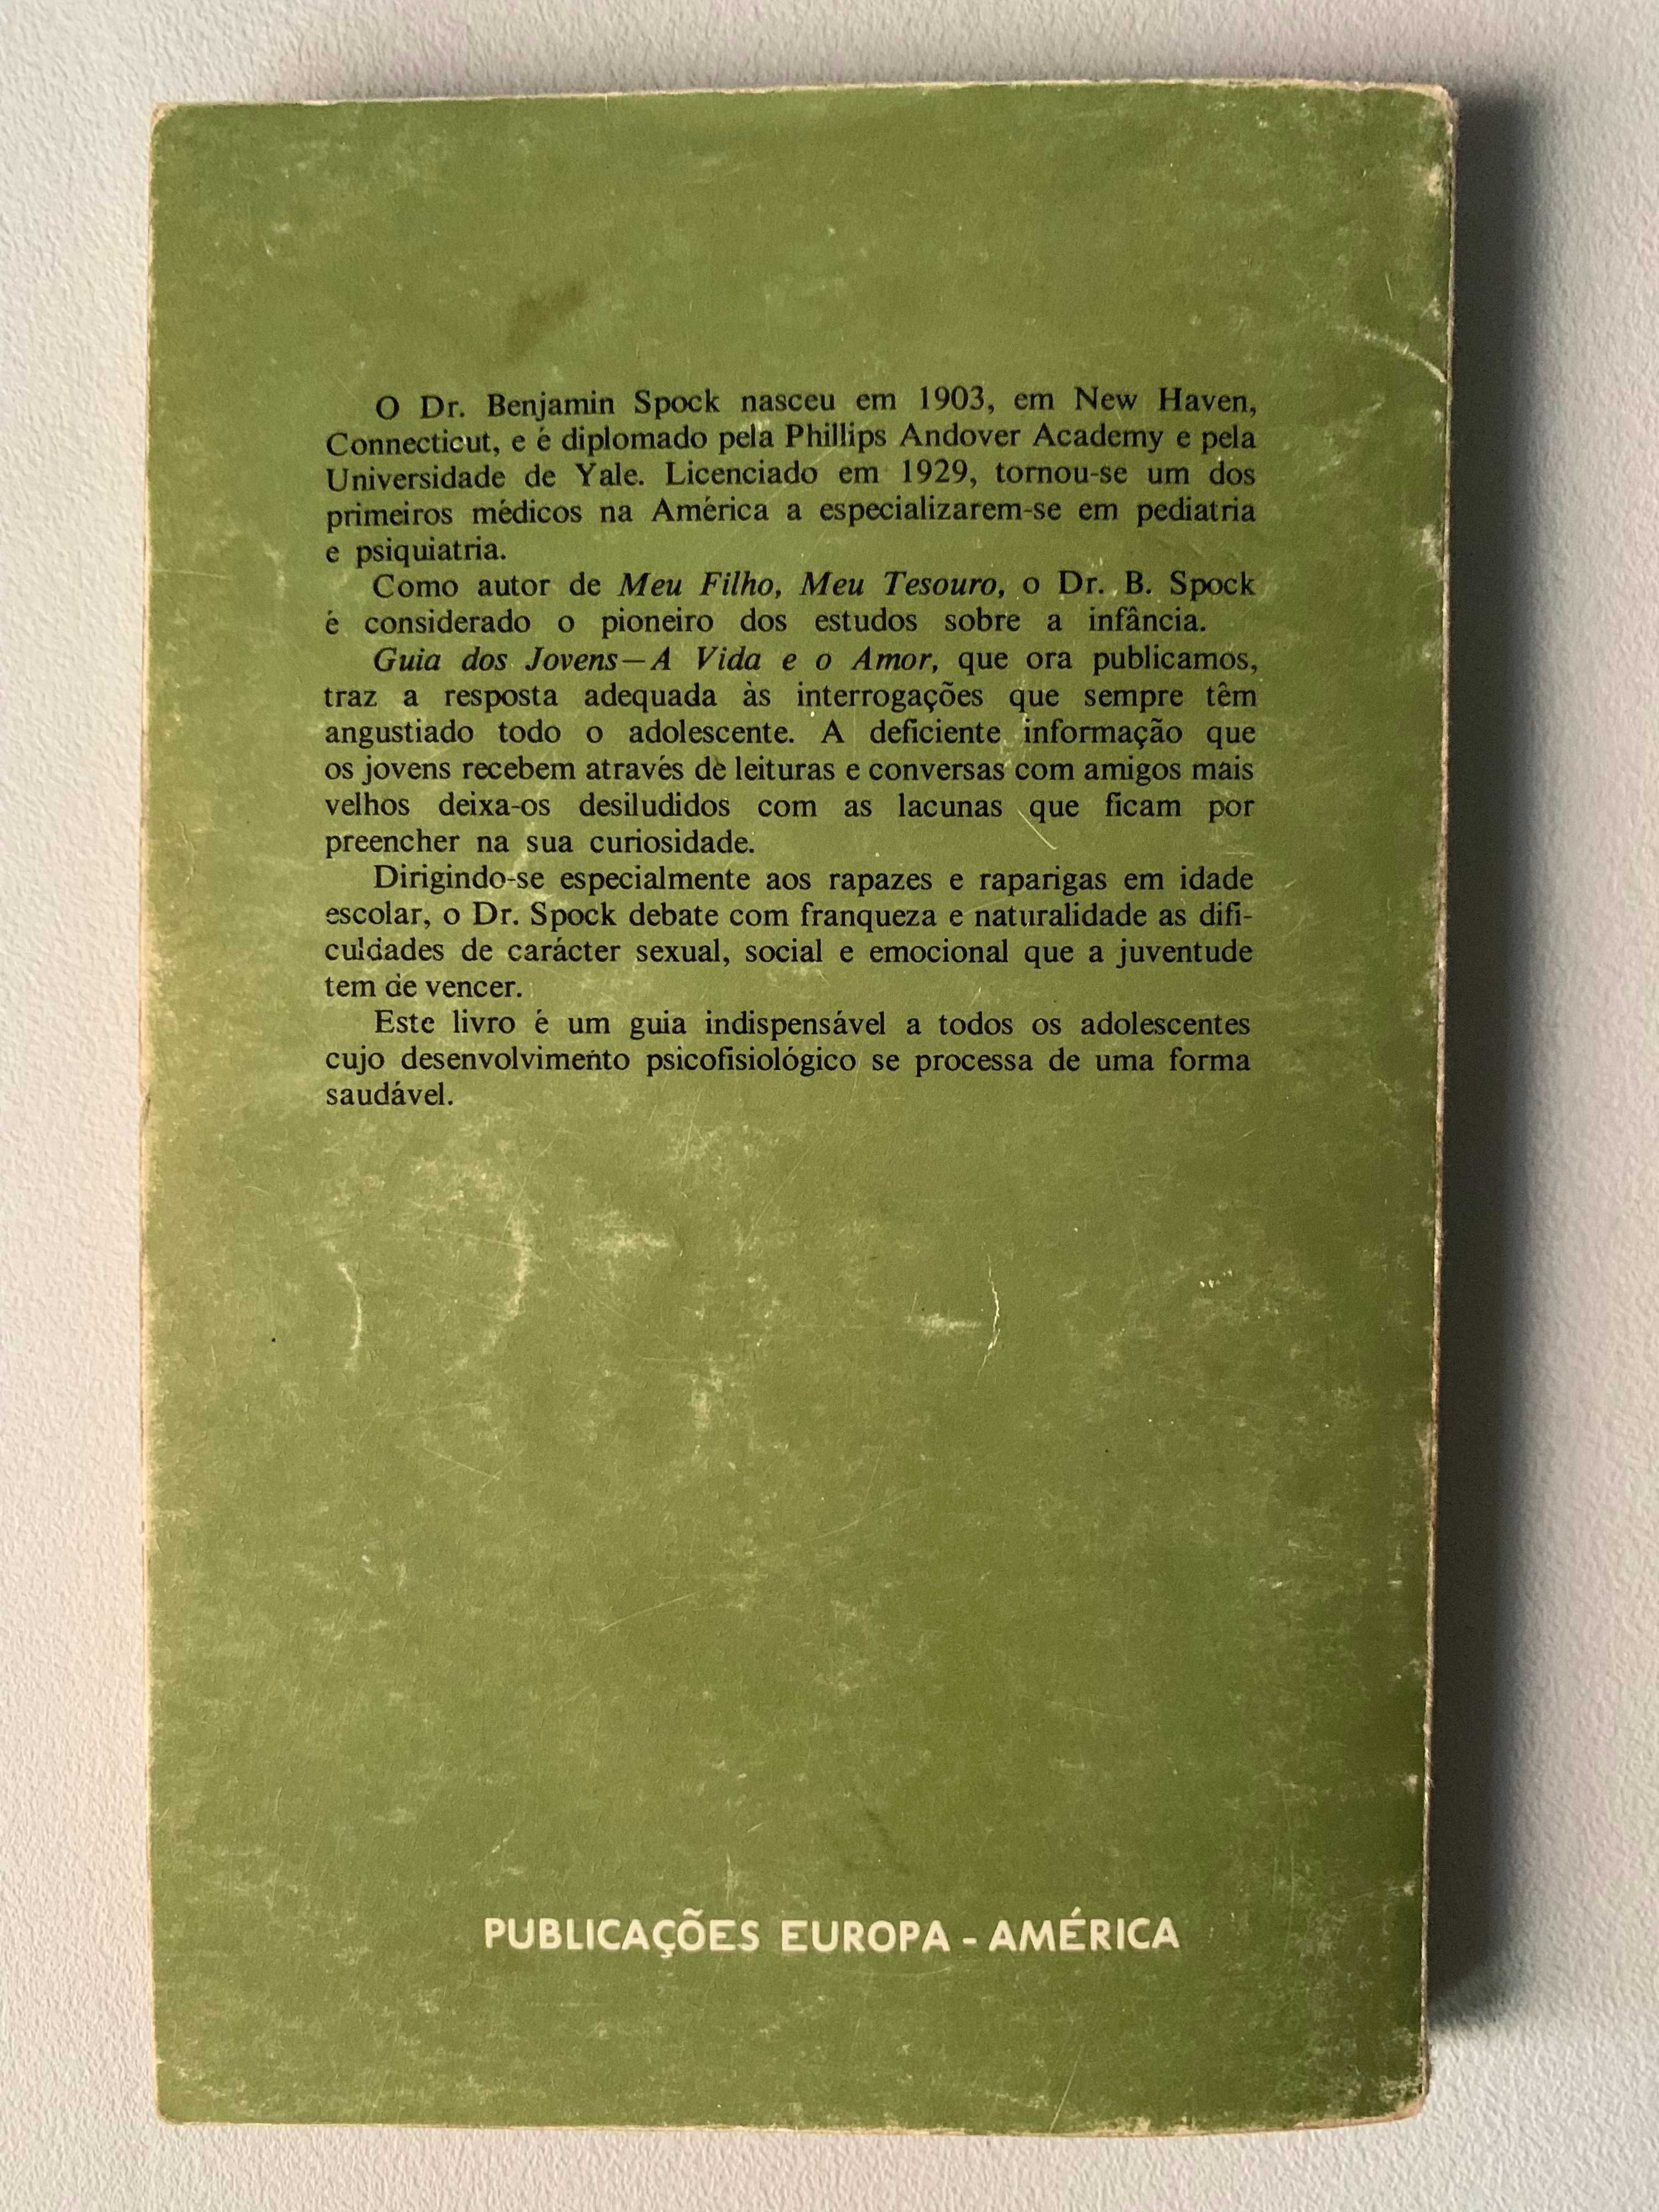 O Dr. Benjamin Spock nasceu em 1903, em New Haven,
Connecticut, e é diplomado pela Phillips Andover Academy e pela
Universidade de Yale. Licenciado em 1929, tornou-se um dos
primeiros médicos na América a especializarem-se em pediatria
e psiquiatria.
Como autor de Meu Filho, Meu Tesouro, o Dr. B. Spock
é considerado o pioneiro dos estudos sobre a infância.
Guia dos Jovens—A Vida e o Amor, que ora publicamos,
traz a resposta adequada às interrogações que sempre têm
angustiado todo o adolescente. A deficiente informação que
os jovens recebem através de leituras e conversas com amigos mais
velhos deixa-os desiludidos com as lacunas que ficam por
preencher na sua curiosidade.
Dirigindo-se especialmente aos rapazes e raparigas em idade
escolar, o Dr. Spock debate com franqueza e naturalidade as difi-
culdades de carácter sexual, social e emocional que a juventude
tem de vencer.
Este livro é um guia indispensável a todos os adolescentes
cujo desenvolvimento psicofisiológico se processa de uma forma
saudável.
PUBLICAÇÕES EUROPA - AMÉRICA